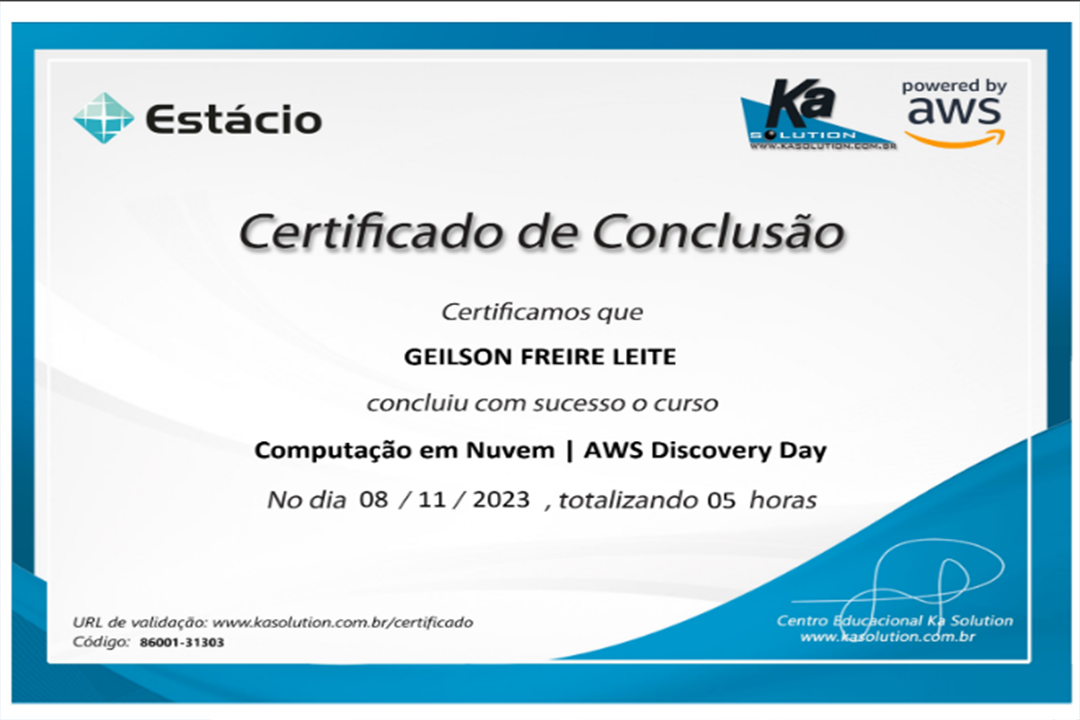 Estácio
Ka
SOLUTION
WWW.KASOLUTION.COM.BR
powered by
aws
Certificado de Conclusão
Certificamos que
GEILSON FREIRE LEITE
concluiu com sucesso o curso
Computação em Nuvem | AWS Discovery Day
No dia 08 / 11 / 2023 , totalizando 05 horas
URL de validação: www.kasolution.com.br/certificado
Código: 86001-31303
Centro Educacional Ka Solution
www.kasolution.com.br